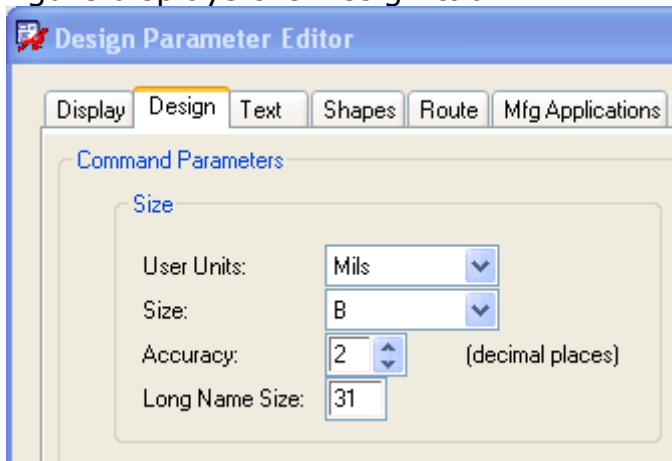 Design Parameter Editor
Display Design Text Shapes Route Mfg Applications
Command Parameters
Size
User Units: Mils
Size: B
Accuracy: 2 (decimal places)
Long Name Size: 31